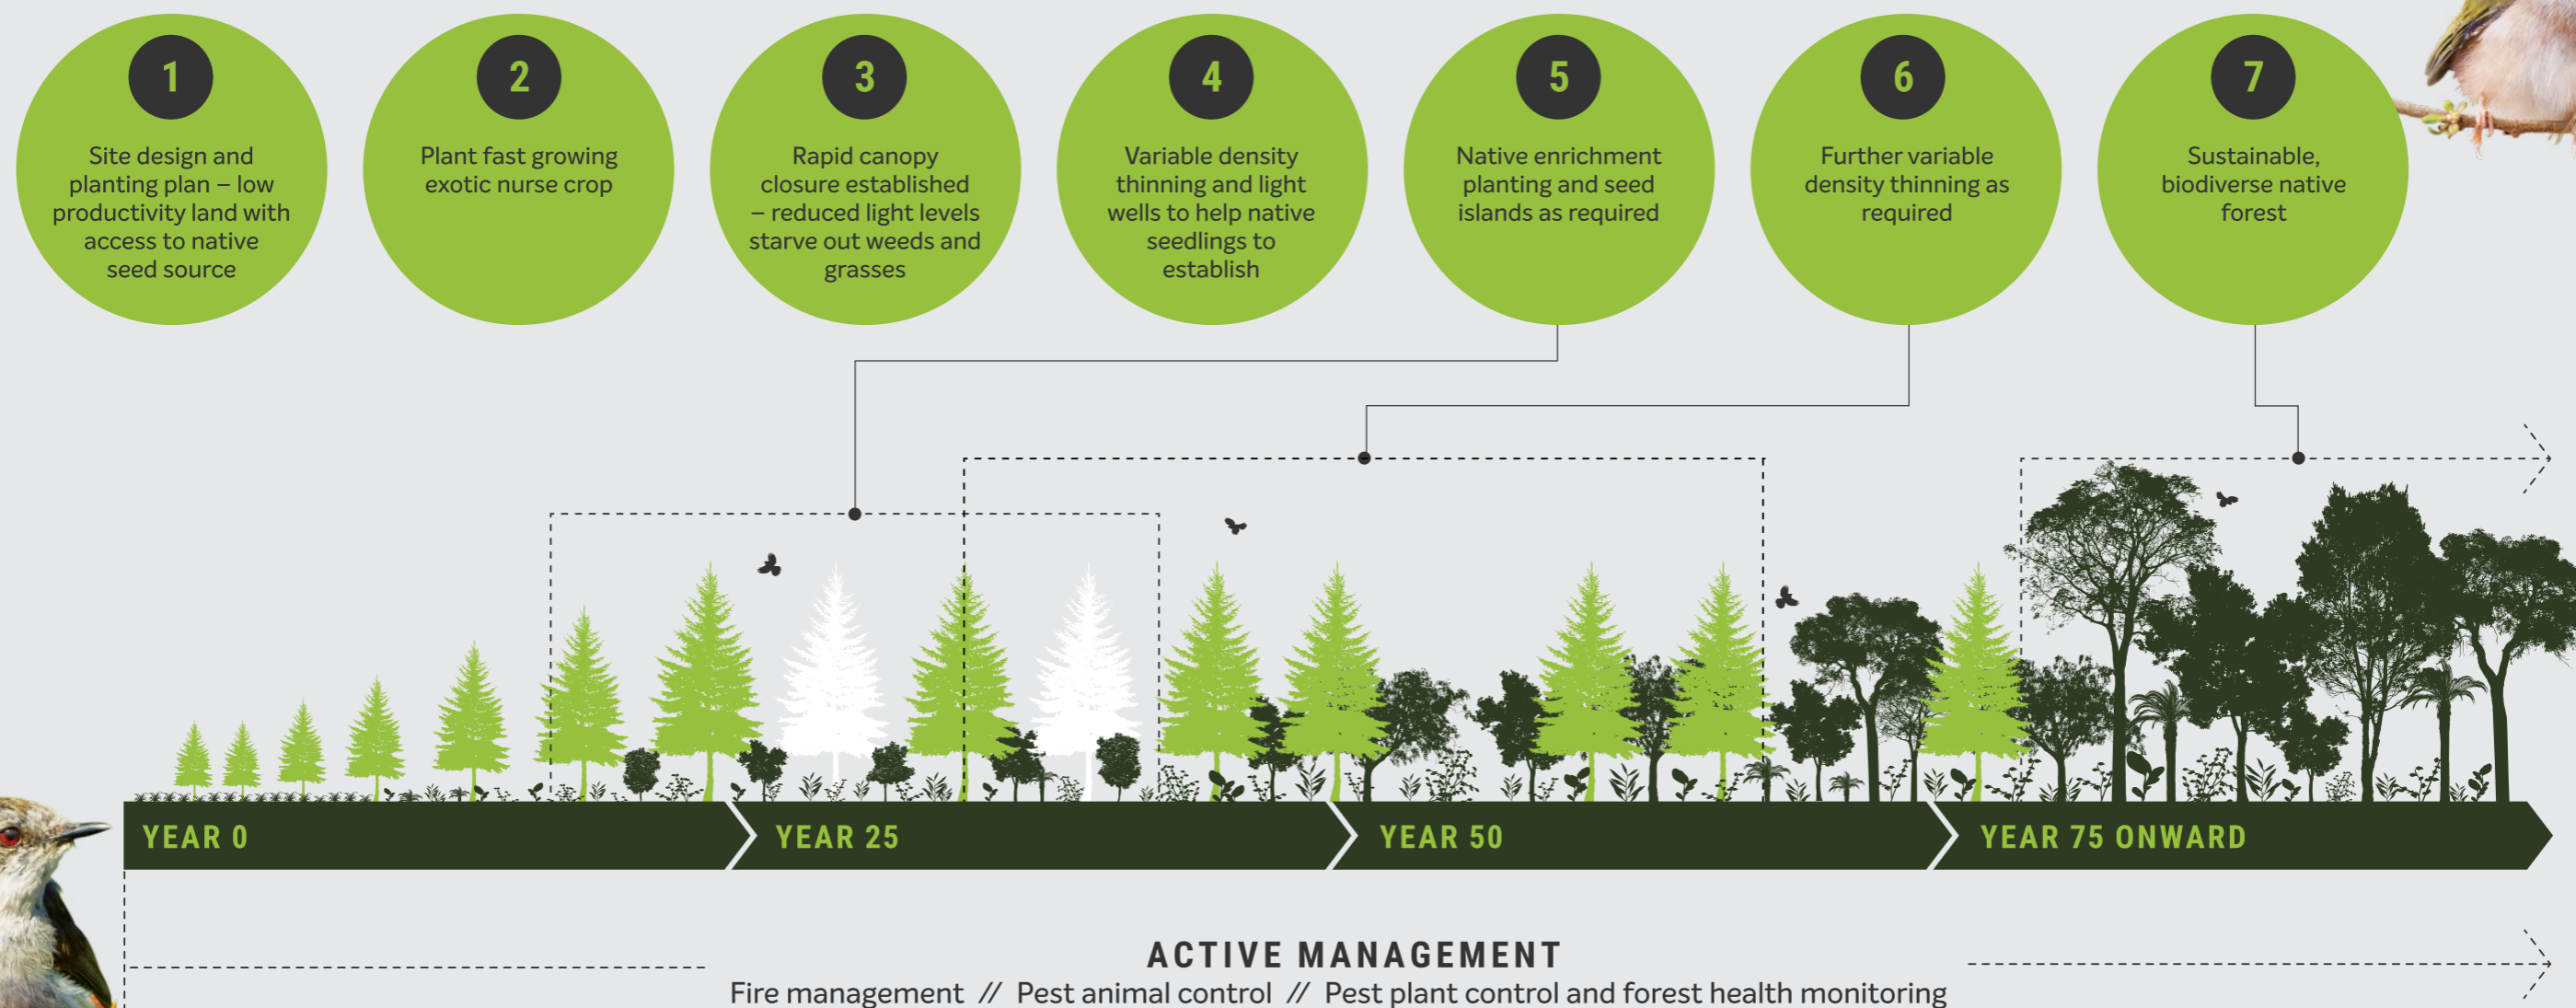 1
Site design and
planting plan – low
productivity land with
access to native
seed source
2
Plant fast growing
exotic nurse crop
3
Rapid canopy
closure established
– reduced light levels
starve out weeds and
grasses
4
Variable density
thinning and light
wells to help native
seedlings to
establish
5
Native enrichment
planting and seed
islands as required
6
Further variable
density thinning as
required
7
Sustainable,
biodiverse native
forest
YEAR 0
YEAR 25
YEAR 50
YEAR 75 ONWARD
ACTIVE MANAGEMENT
Fire management // Pest animal control // Pest plant control and forest health monitoring